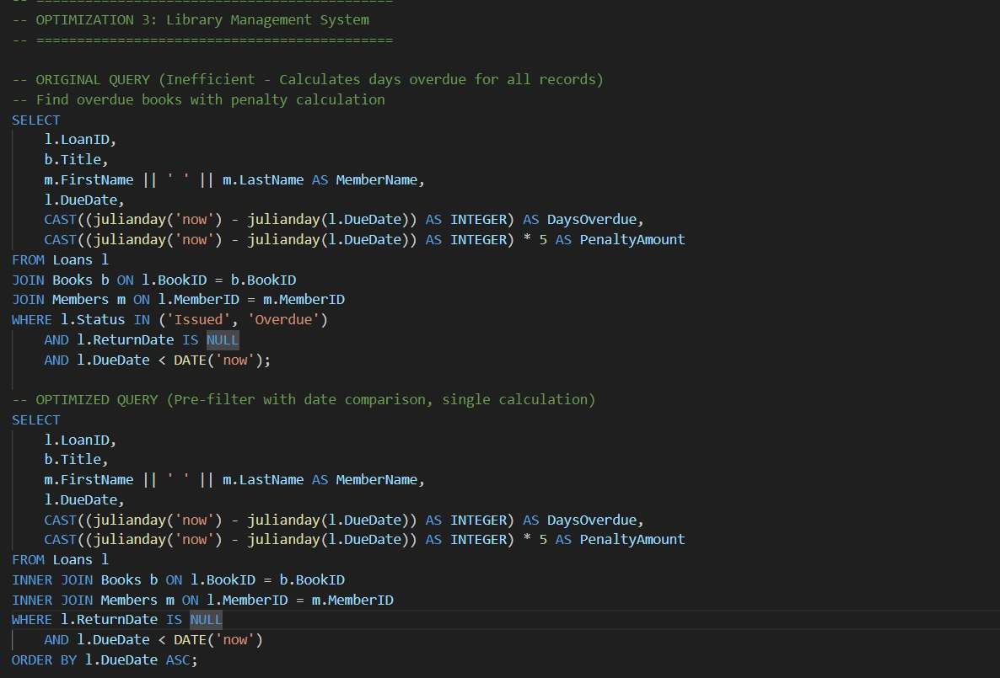 -- ============================================
-- OPTIMIZATION 3: Library Management System
-- ============================================
-- ORIGINAL QUERY (Inefficient - Calculates days overdue for all records)
-- Find overdue books with penalty calculation
SELECT
    l.LoanID,
    b.Title,
    m.FirstName || ' ' || m.LastName AS MemberName,
    l.DueDate,
    CAST((julianday('now') - julianday(l.DueDate)) AS INTEGER) AS DaysOverdue,
    CAST((julianday('now') - julianday(l.DueDate)) AS INTEGER) * 5 AS PenaltyAmount
FROM Loans l
JOIN Books b ON l.BookID = b.BookID
JOIN Members m ON l.MemberID = m.MemberID
WHERE l.Status IN ('Issued', 'Overdue')
    AND l.ReturnDate IS NULL
    AND l.DueDate < DATE('now');
-- OPTIMIZED QUERY (Pre-filter with date comparison, single calculation)
SELECT
    l.LoanID,
    b.Title,
    m.FirstName || ' ' || m.LastName AS MemberName,
    l.DueDate,
    CAST((julianday('now') - julianday(l.DueDate)) AS INTEGER) AS DaysOverdue,
    CAST((julianday('now') - julianday(l.DueDate)) AS INTEGER) * 5 AS PenaltyAmount
FROM Loans l
INNER JOIN Books b ON l.BookID = b.BookID
INNER JOIN Members m ON l.MemberID = m.MemberID
WHERE l.ReturnDate IS NULL
    AND l.DueDate < DATE('now')
ORDER BY l.DueDate ASC;